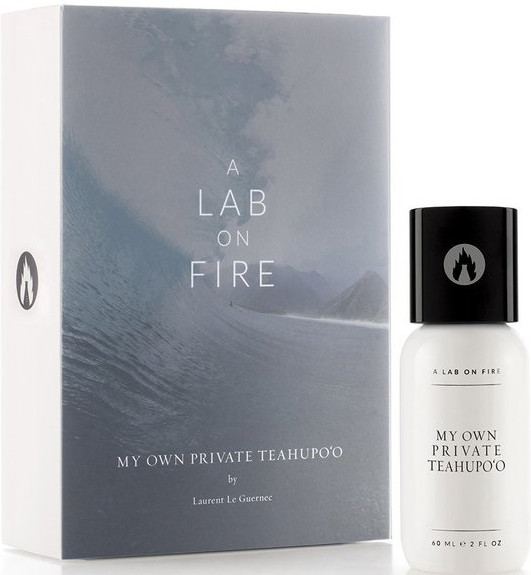 A
LAB
ON
FIRE
MY OWN PRIVATE TEAHUPO'O
by
Laurent Le Guernec
A LAB ON FIRE
MY OWN
PRIVATE
TEAHUPO'O
60 ML ℮ 2 FL OZ